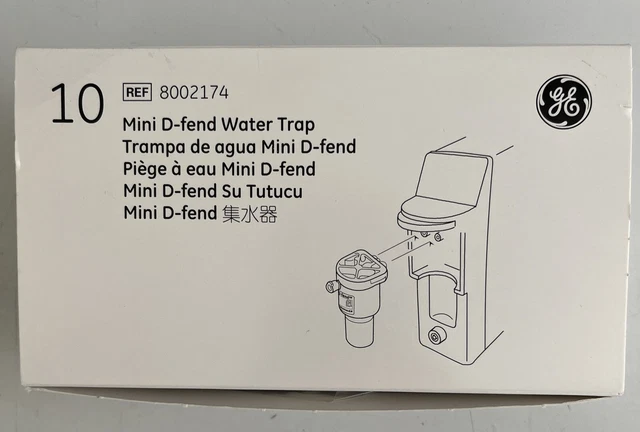 10
REF 8002174
Mini D-fend Water Trap
Trampa de agua Mini D-fend
Piège à eau Mini D-fend
Mini D-fend Su Tutucu
Mini D-fend 集水器
GE